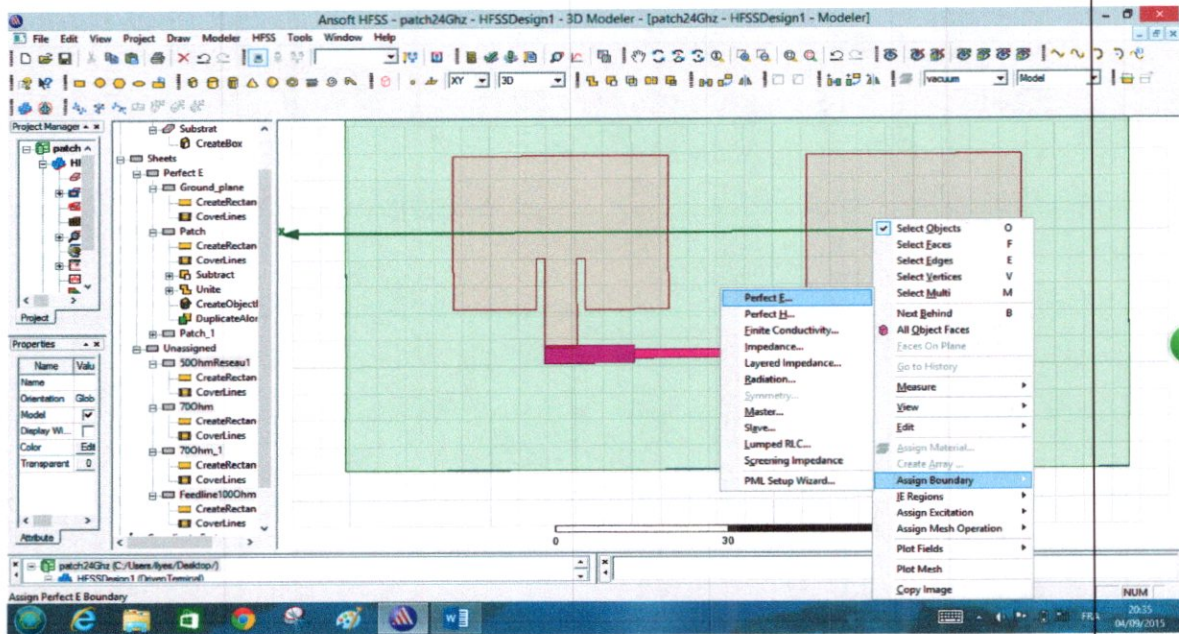 Ansoft HFSS - patch24Ghz - HFSSDesign1 - 3D Modeler - [patch24Ghz - HFSSDesign1 - Modeler]
File Edit View Project Draw Modeler HFSS Tools Window Help
XY 3D vacuum Model
Project Manager
patch
HF
Project
Properties
Name Valu
Name
Orientation Glob
Model
Display Wi...
Color Edit
Transparent 0
Attribute
Substrat
CreateBox
Sheets
Perfect E
Ground_plane
CreateRectan
CoverLines
Patch
CreateRectan
CoverLines
Subtract
Unite
CreateObject
DuplicateAlor
Patch_1
Unassigned
50OhmReseau1
CreateRectan
CoverLines
70Ohm
CreateRectan
CoverLines
70Ohm_1
CreateRectan
CoverLines
Feedline100Ohm
CreateRectan
CoverLines
X
0 30
Perfect E...
Perfect H...
Finite Conductivity...
Impedance...
Layered Impedance...
Radiation...
Symmetry...
Master...
Slave...
Lumped RLC...
Screening Impedance
PML Setup Wizard...
Select Objects O
Select Faces F
Select Edges E
Select Vertices V
Select Multi M
Next Behind B
All Object Faces
Faces On Plane
Go to History
Measure
View
Edit
Assign Material...
Create Array ...
Assign Boundary
IE Regions
Assign Excitation
Assign Mesh Operation
Plot Fields
Plot Mesh
Copy Image
patch24Ghz (C:/Users/ilyes/Desktop/)
HFSSDesign1 (DrivenTerminal)
Assign Perfect E Boundary
NUM
FRA
20:35
04/09/2015